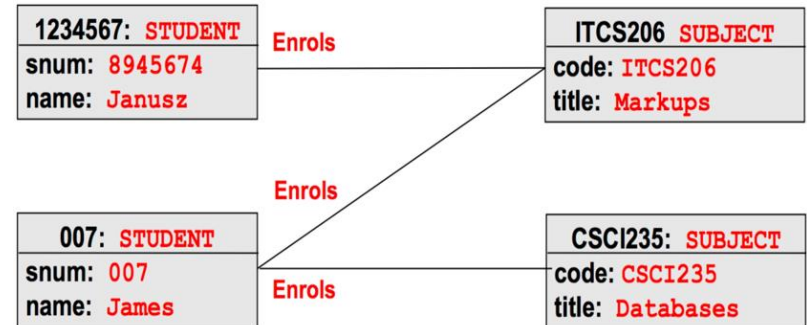 1234567: STUDENT
snum: 8945674
name: Janusz
Enrols
ITCS206 SUBJECT
code: ITCS206
title: Markups
Enrols
007: STUDENT
snum: 007
name: James
Enrols
CSCI235: SUBJECT
code: CSCI235
title: Databases